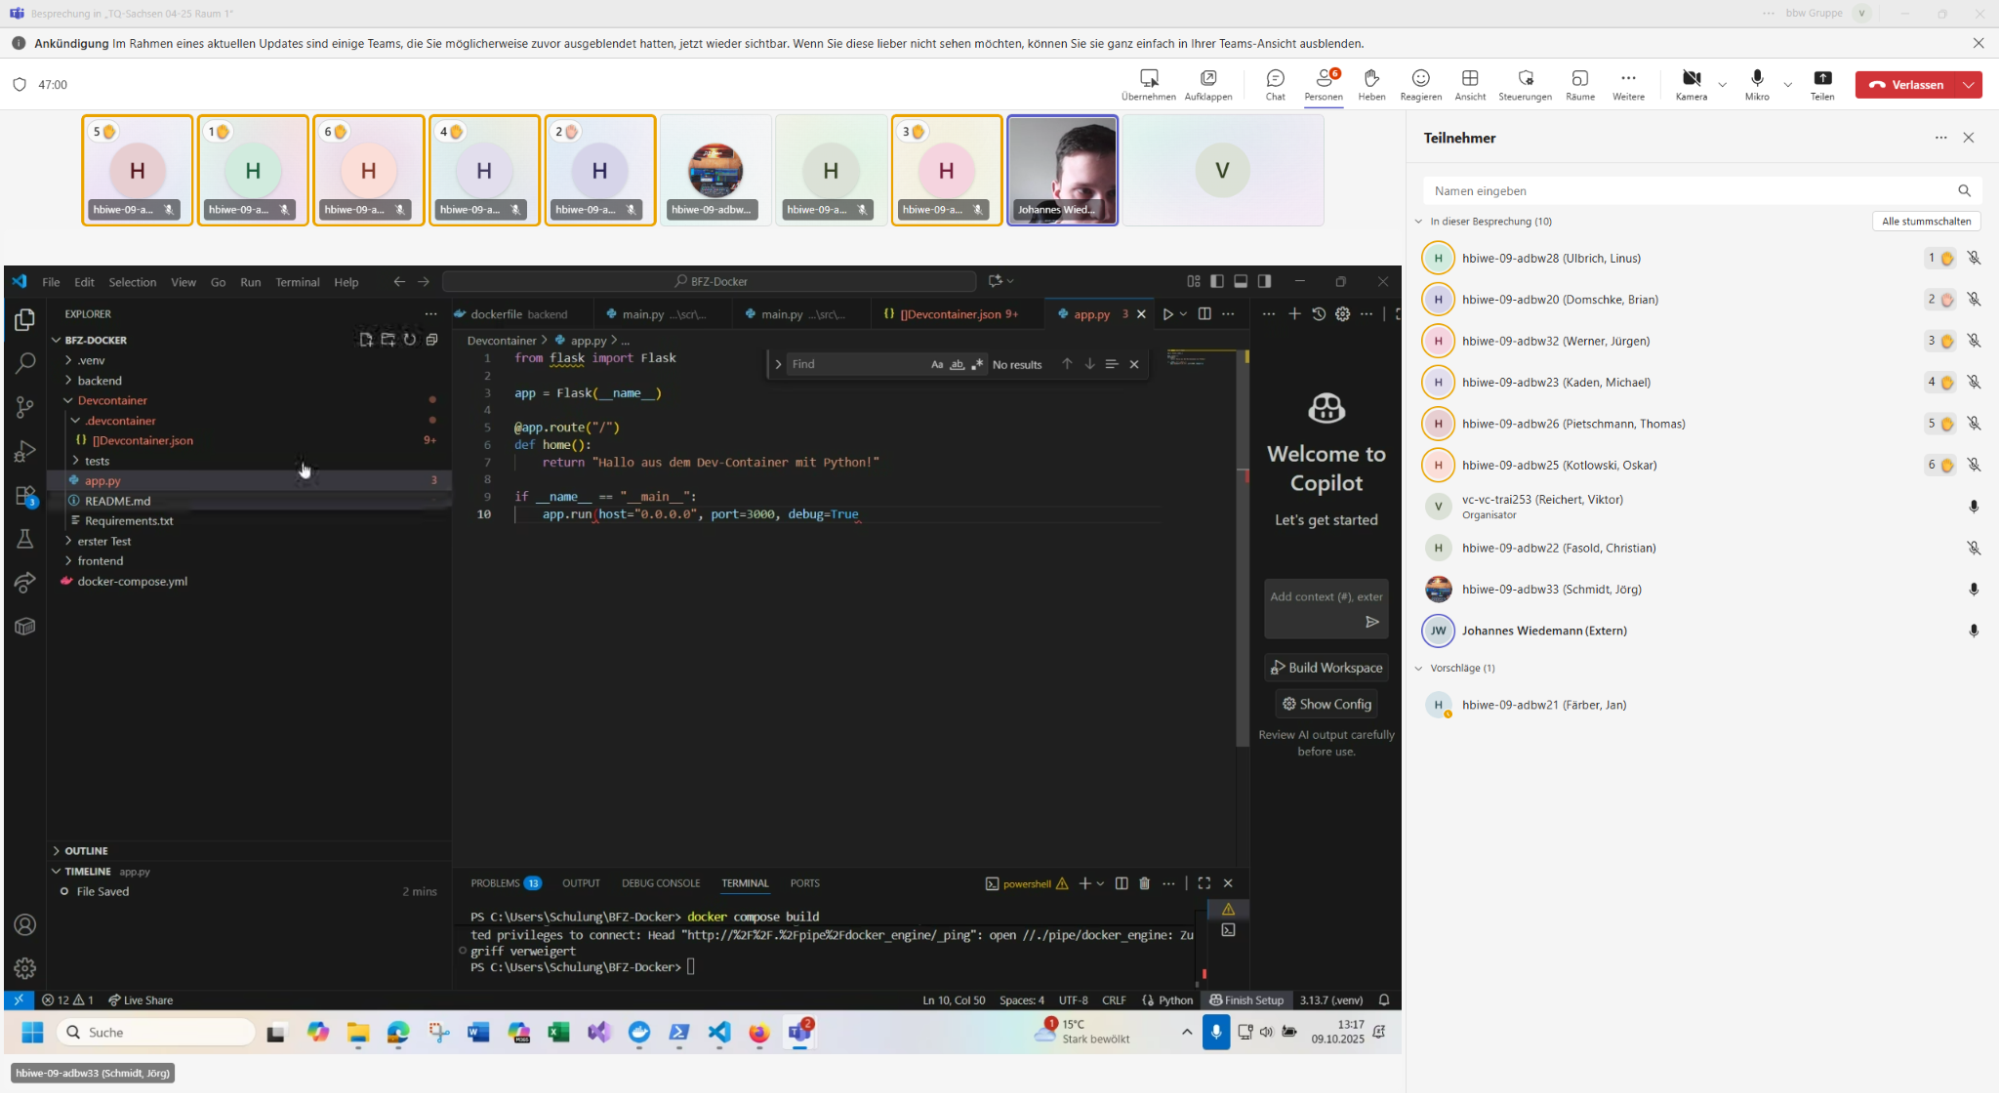 Besprechung in „TQ-Sachsen 04-25 Raum 1"
bbw Gruppe
V
Ankündigung Im Rahmen eines aktuellen Updates sind einige Teams, die Sie möglicherweise zuvor ausgeblendet hatten, jetzt wieder sichtbar. Wenn Sie diese lieber nicht sehen möchten, können Sie sie ganz einfach in Ihrer Teams-Ansicht ausblenden.
47:00
Übernehmen
Aufklappen
Chat
6
Personen
Heben
Reagieren
Ansicht
Steuerungen
Räume
Weitere
Kamera
Mikro
Teilen
Verlassen
5
H
hbiwe-09-a...
1
H
hbiwe-09-a...
6
H
hbiwe-09-a...
4
H
hbiwe-09-a...
2
H
hbiwe-09-a...
hbiwe-09-adbw...
H
hbiwe-09-a...
3
H
hbiwe-09-a...
Johannes Wied...
V
File Edit Selection View Go Run Terminal Help
BFZ-Docker
EXPLORER
BFZ-DOCKER
.venv
backend
Devcontainer
.devcontainer
{} []Devcontainer.json 9+
tests
app.py 3
README.md
Requirements.txt
erster Test
frontend
docker-compose.yml
OUTLINE
TIMELINE app.py
File Saved 2 mins
dockerfile backend
main.py ...\scr\...
main.py ...\src\...
{} []Devcontainer.json 9+
app.py 3
Devcontainer > app.py > ...
Find
Aa ab .* No results
1 from flask import Flask
2
3 app = Flask(__name__)
4
5 @app.route("/")
6 def home():
7 return "Hallo aus dem Dev-Container mit Python!"
8
9 if __name__ == "__main__":
10 app.run(host="0.0.0.0", port=3000, debug=True
Welcome to
Copilot
Let's get started
Add context (#), exter
Build Workspace
Show Config
Review AI output carefully
before use.
PROBLEMS 13 OUTPUT DEBUG CONSOLE TERMINAL PORTS
powershell
PS C:\Users\Schulung\BFZ-Docker> docker compose build
ted privileges to connect: Head "http://%2F%2F.%2Fpipe%2Fdocker_engine/_ping": open //./pipe/docker_engine: Zu
griff verweigert
PS C:\Users\Schulung\BFZ-Docker>
3
12 1 Live Share
Ln 10, Col 50 Spaces: 4 UTF-8 CRLF Python Finish Setup 3.13.7 (.venv)
Suche
2
1
15°C
Stark bewölkt
13:17
09.10.2025
hbiwe-09-adbw33 (Schmidt, Jörg)
Teilnehmer
Namen eingeben
In dieser Besprechung (10)
Alle stummschalten
H hbiwe-09-adbw28 (Ulbrich, Linus) 1
H hbiwe-09-adbw20 (Domschke, Brian) 2
H hbiwe-09-adbw32 (Werner, Jürgen) 3
H hbiwe-09-adbw23 (Kaden, Michael) 4
H hbiwe-09-adbw26 (Pietschmann, Thomas) 5
H hbiwe-09-adbw25 (Kotlowski, Oskar) 6
V vc-vc-trai253 (Reichert, Viktor)
Organisator
H hbiwe-09-adbw22 (Fasold, Christian)
hbiwe-09-adbw33 (Schmidt, Jörg)
JW Johannes Wiedemann (Extern)
Vorschläge (1)
H hbiwe-09-adbw21 (Färber, Jan)